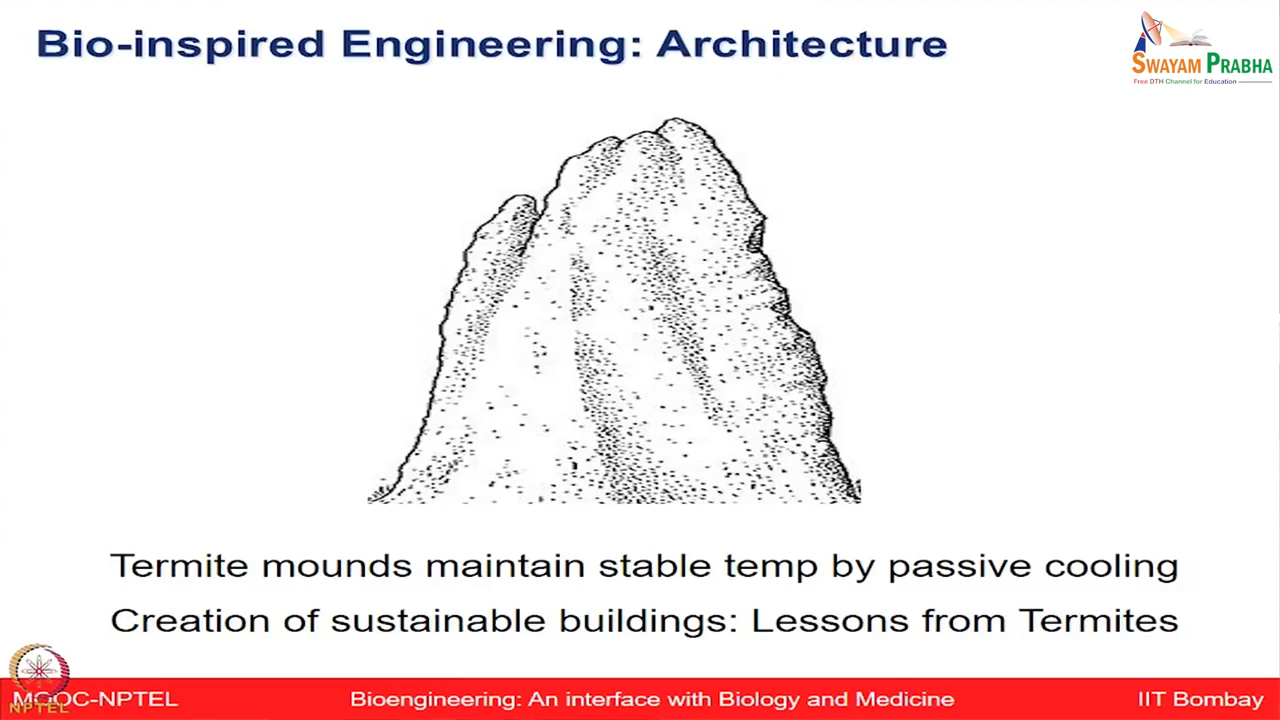 Bio-inspired Engineering: Architecture
SWAYAM PRABHA
Free DTH Channel for Education
Termite mounds maintain stable temp by passive cooling
Creation of sustainable buildings: Lessons from Termites
NPTEL
MOOC-NPTEL
Bioengineering: An interface with Biology and Medicine
IIT Bombay